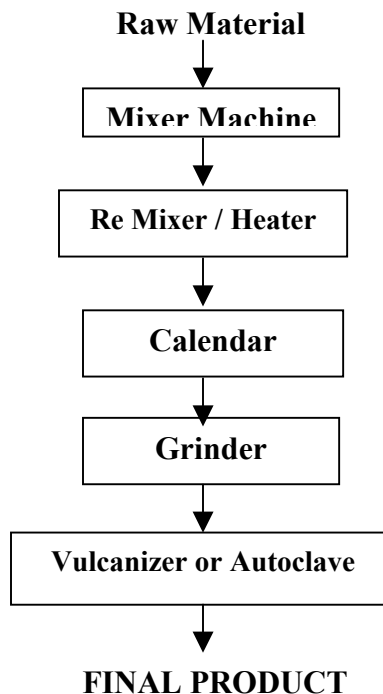 Raw Material
Mixer Machine
Re Mixer / Heater
Calendar
Grinder
Vulcanizer or Autoclave
FINAL PRODUCT